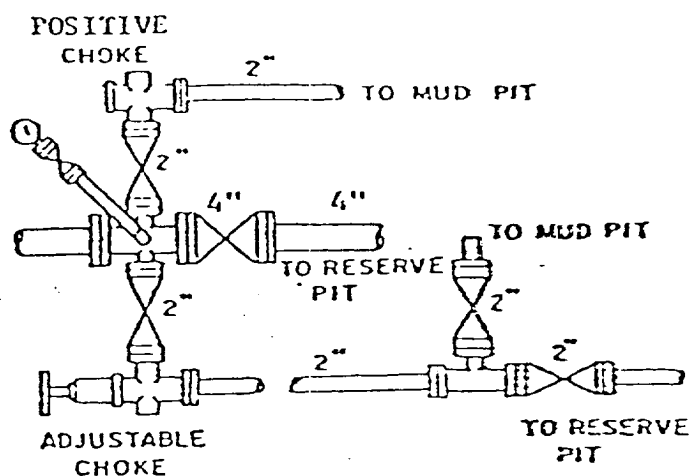 POSITIVE
CHOKE
2"
TO MUD PIT
2"
4"
4"
TO MUD PIT
TO RESERVE
PIT
2"
2"
2"
2"
TO RESERVE
PIT
ADJUSTABLE
CHOKE